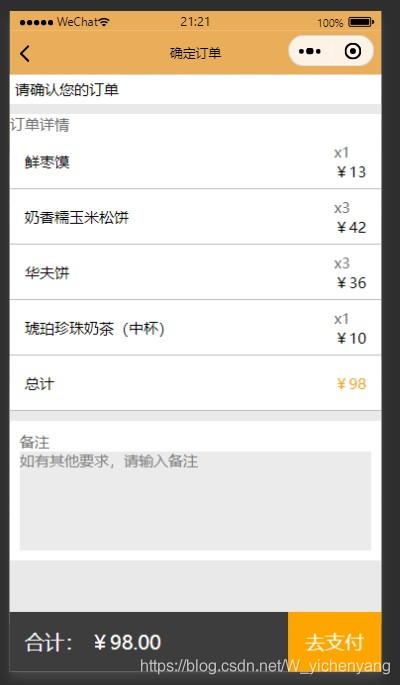 ●●●●● WeChat 21:21 100%
确定订单
请确认您的订单
订单详情
鲜枣馍 x1
￥13
奶香糯玉米松饼 x3
￥42
华夫饼 x3
￥36
琥珀珍珠奶茶（中杯） x1
￥10
总计 ￥98
备注
如有其他要求，请输入备注
合计： ￥98.00 去支付
https://blog.csdn.net/W_yichenyang